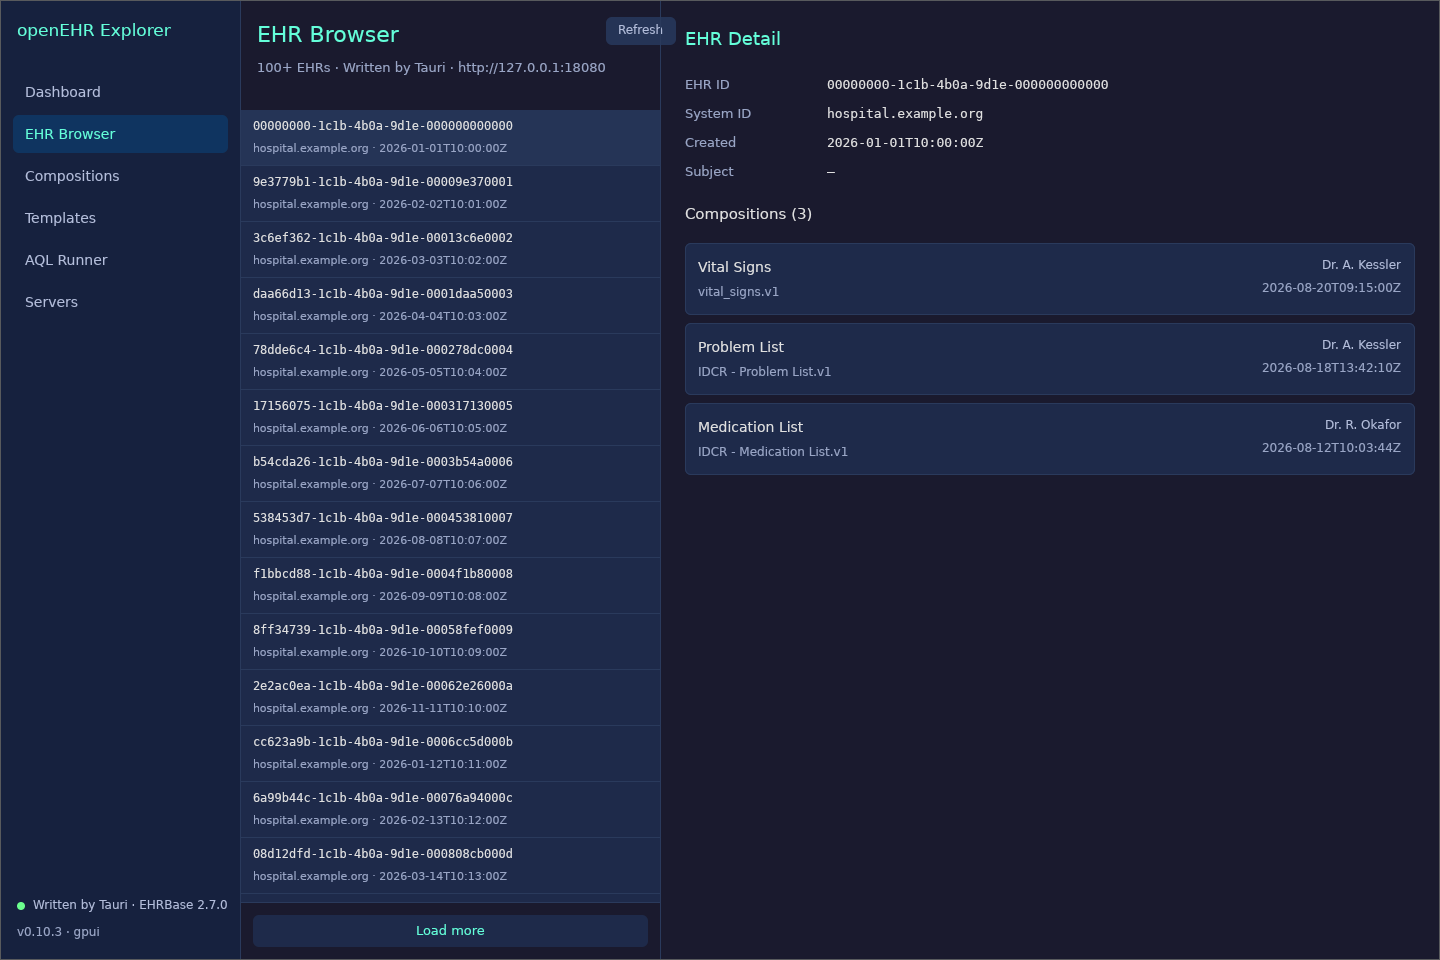 openEHR Explorer
Dashboard
EHR Browser
Compositions
Templates
AQL Runner
Servers
Written by Tauri · EHRBase 2.7.0
v0.10.3 · gpui
EHR Browser
Refresh
100+ EHRs · Written by Tauri · http://127.0.0.1:18080
00000000-1c1b-4b0a-9d1e-000000000000
hospital.example.org · 2026-01-01T10:00:00Z
9e3779b1-1c1b-4b0a-9d1e-00009e370001
hospital.example.org · 2026-02-02T10:01:00Z
3c6ef362-1c1b-4b0a-9d1e-00013c6e0002
hospital.example.org · 2026-03-03T10:02:00Z
daa66d13-1c1b-4b0a-9d1e-0001daa50003
hospital.example.org · 2026-04-04T10:03:00Z
78dde6c4-1c1b-4b0a-9d1e-000278dc0004
hospital.example.org · 2026-05-05T10:04:00Z
17156075-1c1b-4b0a-9d1e-000317130005
hospital.example.org · 2026-06-06T10:05:00Z
b54cda26-1c1b-4b0a-9d1e-0003b54a0006
hospital.example.org · 2026-07-07T10:06:00Z
538453d7-1c1b-4b0a-9d1e-000453810007
hospital.example.org · 2026-08-08T10:07:00Z
f1bbcd88-1c1b-4b0a-9d1e-0004f1b80008
hospital.example.org · 2026-09-09T10:08:00Z
8ff34739-1c1b-4b0a-9d1e-00058fef0009
hospital.example.org · 2026-10-10T10:09:00Z
2e2ac0ea-1c1b-4b0a-9d1e-00062e26000a
hospital.example.org · 2026-11-11T10:10:00Z
cc623a9b-1c1b-4b0a-9d1e-0006cc5d000b
hospital.example.org · 2026-01-12T10:11:00Z
6a99b44c-1c1b-4b0a-9d1e-00076a94000c
hospital.example.org · 2026-02-13T10:12:00Z
08d12dfd-1c1b-4b0a-9d1e-000808cb000d
hospital.example.org · 2026-03-14T10:13:00Z
Load more
EHR Detail
EHR ID 00000000-1c1b-4b0a-9d1e-000000000000
System ID hospital.example.org
Created 2026-01-01T10:00:00Z
Subject —
Compositions (3)
Vital Signs Dr. A. Kessler
vital_signs.v1 2026-08-20T09:15:00Z
Problem List Dr. A. Kessler
IDCR - Problem List.v1 2026-08-18T13:42:10Z
Medication List Dr. R. Okafor
IDCR - Medication List.v1 2026-08-12T10:03:44Z